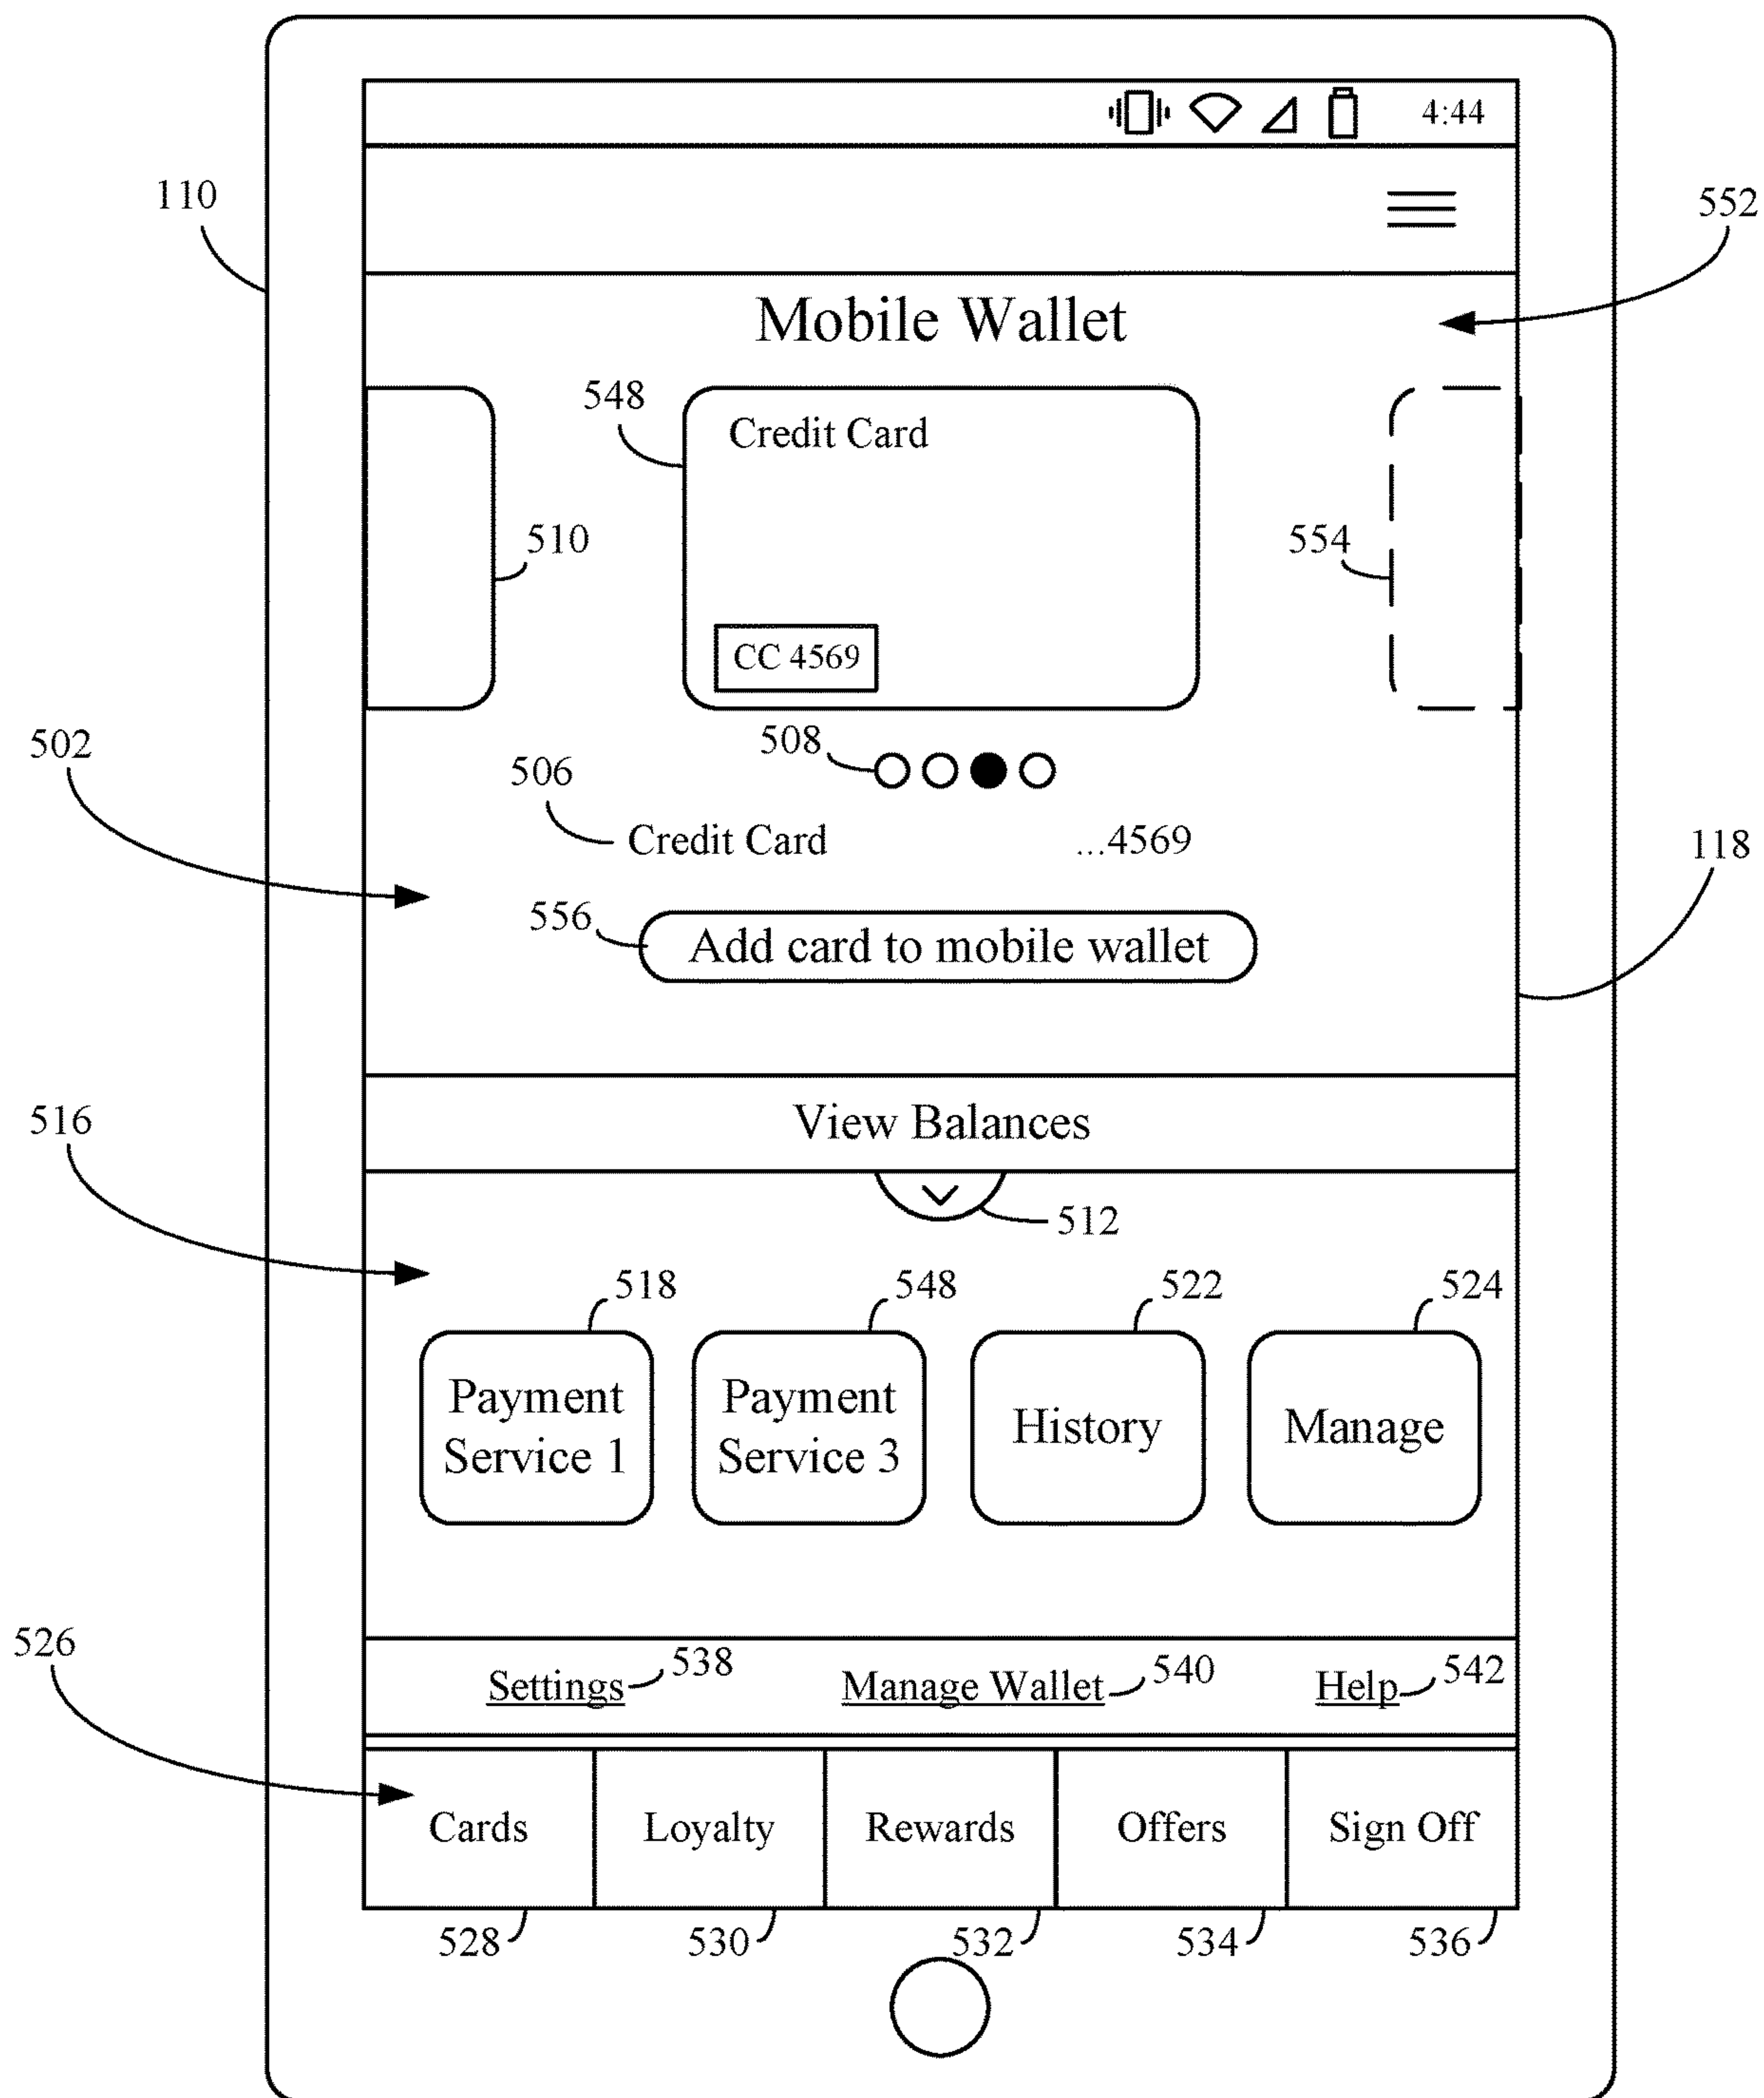 4:44
110
552
Mobile Wallet
548
Credit Card
510
554
CC 4569
502
508
506
Credit Card ...4569
118
556
Add card to mobile wallet
516
View Balances
512
518 548 522 524
Payment Service 1
Payment Service 3
History
Manage
526
Settings 538 Manage Wallet 540 Help 542
Cards Loyalty Rewards Offers Sign Off
528 530 532 534 536